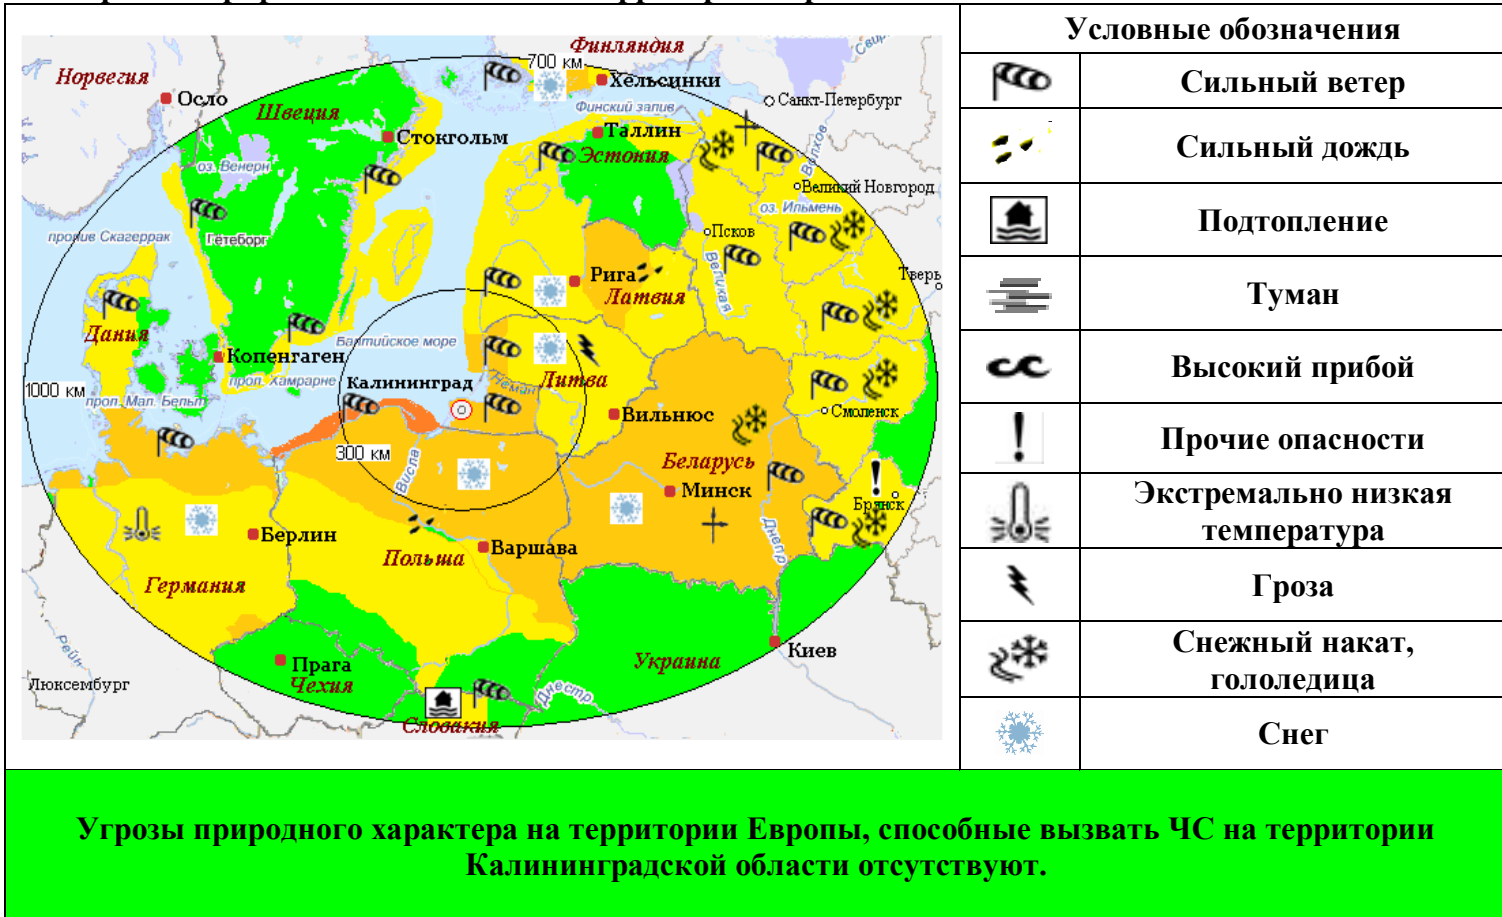 Норвегия
Осло
Швеция
Стокгольм
оз. Венерн
Гётеборг
пролив Скагеррак
Дания
Копенгаген
прол. Хамрарне
прол. Мал. Бельт
1000 км
700 км
300 км
Финляндия
Хельсинки
Финский залив
Таллин
Эстония
Санкт-Петербург
Волхов
Великий Новгород
оз. Ильмень
Псков
Великая
Тверь
Рига
Латвия
Балтийское море
Калининград
Неман
Литва
Вильнюс
Смоленск
Беларусь
Минск
Брянск
Днепр
Висла
Берлин
Германия
Польша
Варшава
Рейн
Люксембург
Прага
Чехия
Словакия
Днестр
Украина
Киев
Условные обозначения
Сильный ветер
Сильный дождь
Подтопление
Туман
Высокий прибой
Прочие опасности
Экстремально низкая
температура
Гроза
Снежный накат,
гололедица
Снег
Угрозы природного характера на территории Европы, способные вызвать ЧС на территории
Калининградской области отсутствуют.